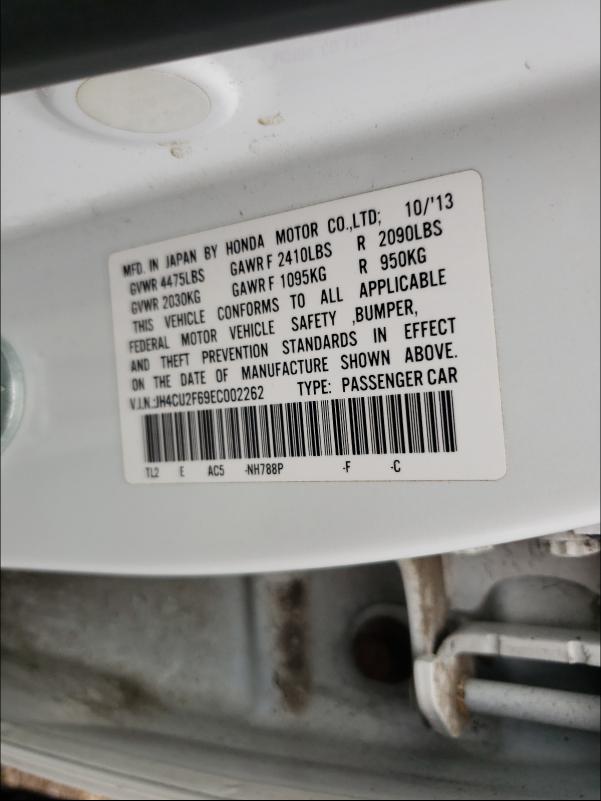 MFD. IN JAPAN BY HONDA MOTOR CO.,LTD; 10/'13
GVWR 4475LBS GAWR F 2410LBS R 2090LBS
GVWR 2030KG GAWR F 1095KG R 950KG
THIS VEHICLE CONFORMS TO ALL APPLICABLE
FEDERAL MOTOR VEHICLE SAFETY ,BUMPER,
AND THEFT PREVENTION STANDARDS IN EFFECT
ON THE DATE OF MANUFACTURE SHOWN ABOVE.
V.I.N.:JH4CU2F69EC002262 TYPE: PASSENGER CAR
TL2 E AC5 -NH788P -F -C